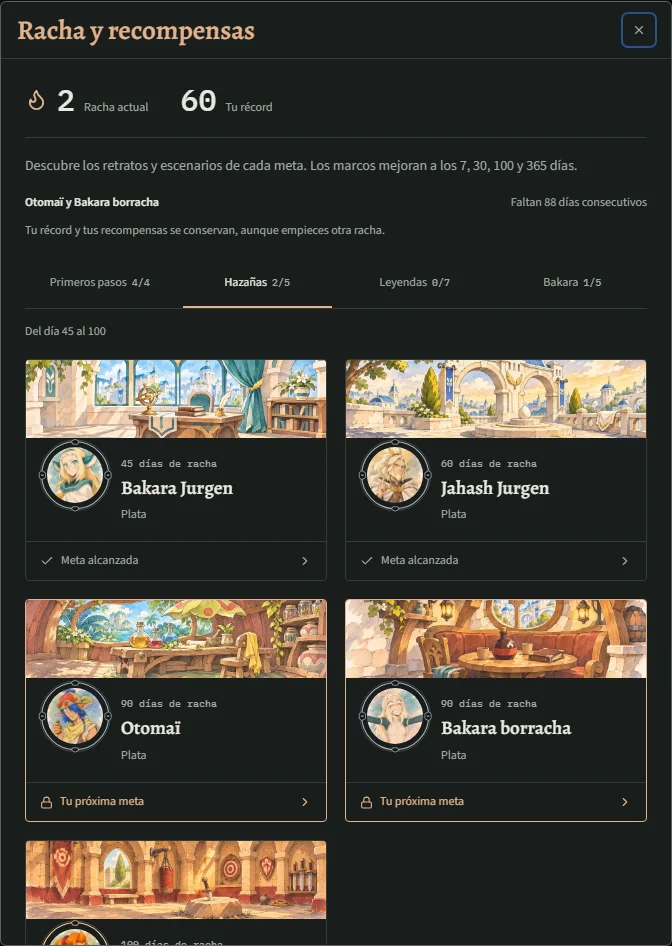 Racha y recompensas
2 Racha actual 60 Tu récord
Descubre los retratos y escenarios de cada meta. Los marcos mejoran a los 7, 30, 100 y 365 días.
Otomaï y Bakara borracha Faltan 88 días consecutivos
Tu récord y tus recompensas se conservan, aunque empieces otra racha.
Primeros pasos 4/4 Hazañas 2/5 Leyendas 0/7 Bakara 1/5
Del día 45 al 100
45 días de racha
Bakara Jurgen
Plata
Meta alcanzada
60 días de racha
Jahash Jurgen
Plata
Meta alcanzada
90 días de racha
Otomaï
Plata
Tu próxima meta
90 días de racha
Bakara borracha
Plata
Tu próxima meta
100 días de racha